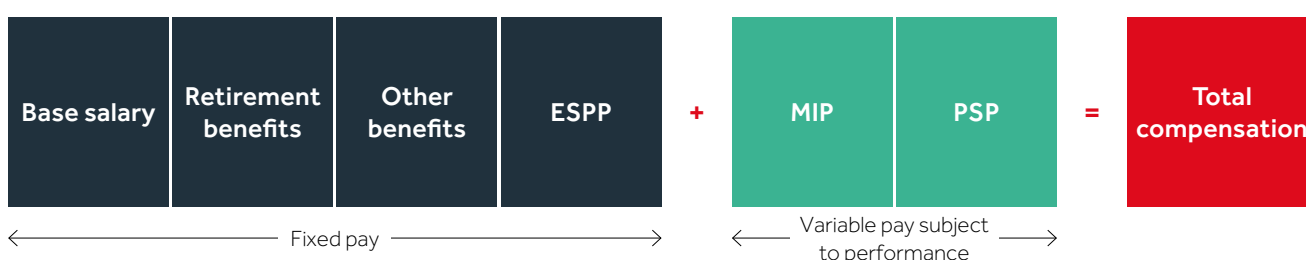 Base salary
Retirement
benefits
Other
benefits
ESPP
+
MIP
PSP
=
Total
compensation
Fixed pay
Variable pay subject
to performance